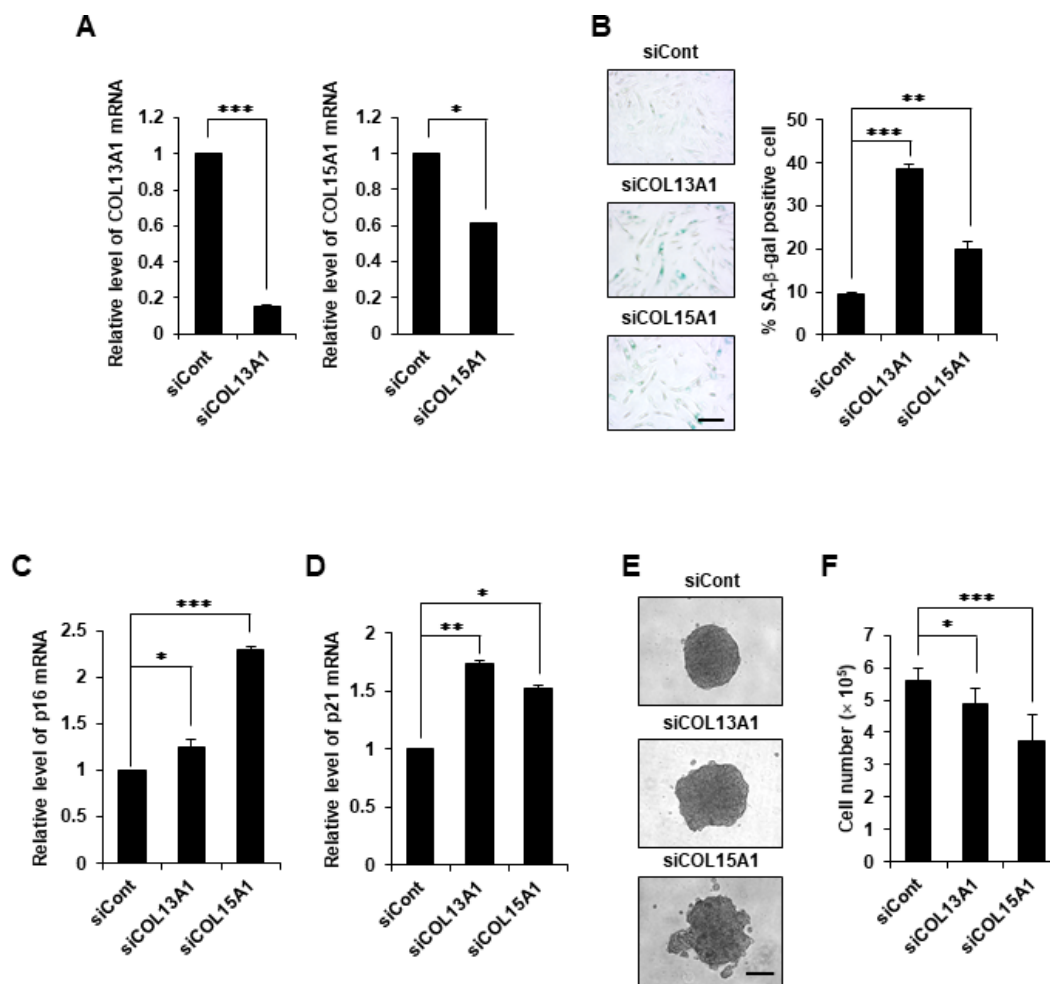 A
Relative level of COL13A1 mRNA
1.2
1
0.8
0.6
0.4
0.2
0
***
siCont
siCOL13A1
Relative level of COL15A1 mRNA
1.2
1
0.8
0.6
0.4
0.2
0
*
siCont
siCOL15A1
B
siCont
siCOL13A1
siCOL15A1
% SA-β-gal positive cell
50
40
30
20
10
0
**
***
siCont
siCOL13A1
siCOL15A1
C
Relative level of p16 mRNA
2.5
2
1.5
1
0.5
0
***
*
siCont
siCOL13A1
siCOL15A1
D
Relative level of p21 mRNA
2
1.5
1
0.5
0
*
**
siCont
siCOL13A1
siCOL15A1
E
siCont
siCOL13A1
siCOL15A1
F
Cell number (× 10⁵)
7
6
5
4
3
2
1
0
***
*
siCont
siCOL13A1
siCOL15A1